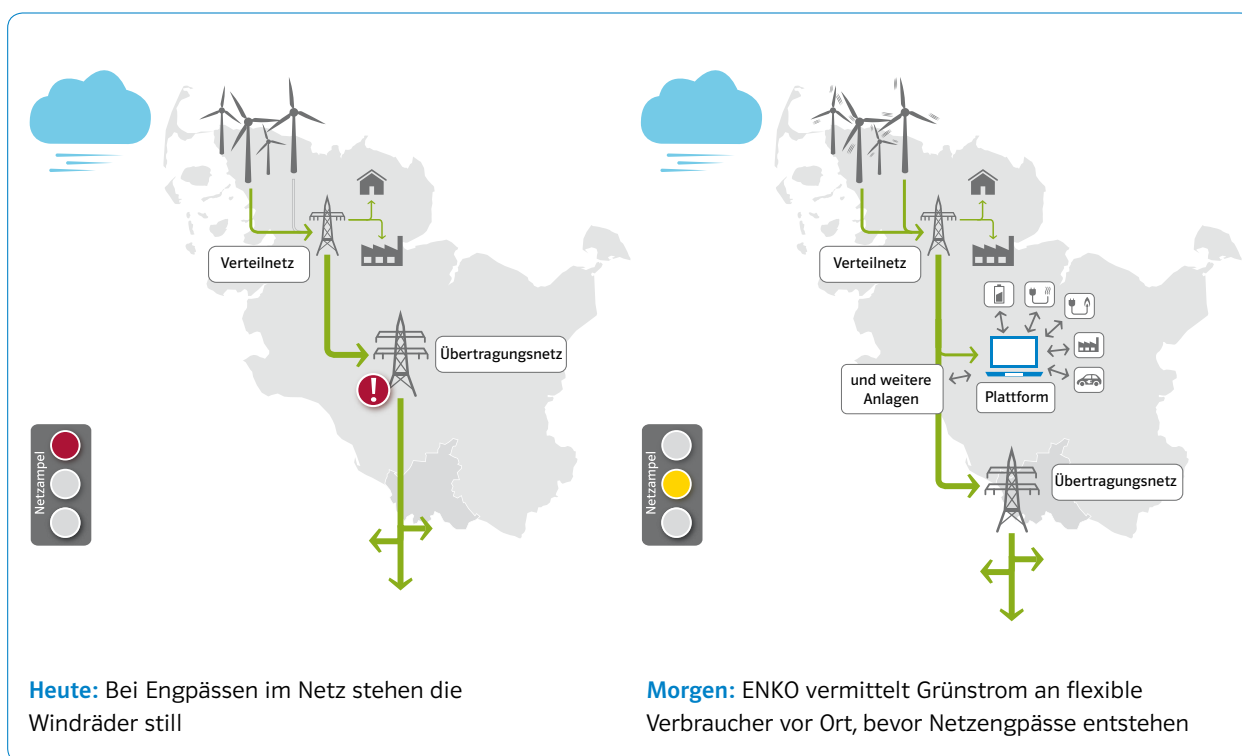 Verteilnetz
Übertragungsnetz
!
Netzampel
Heute: Bei Engpässen im Netz stehen die
Windräder still
Verteilnetz
und weitere
Anlagen
Plattform
Übertragungsnetz
Netzampel
Morgen: ENKO vermittelt Grünstrom an flexible
Verbraucher vor Ort, bevor Netzengpässe entstehen